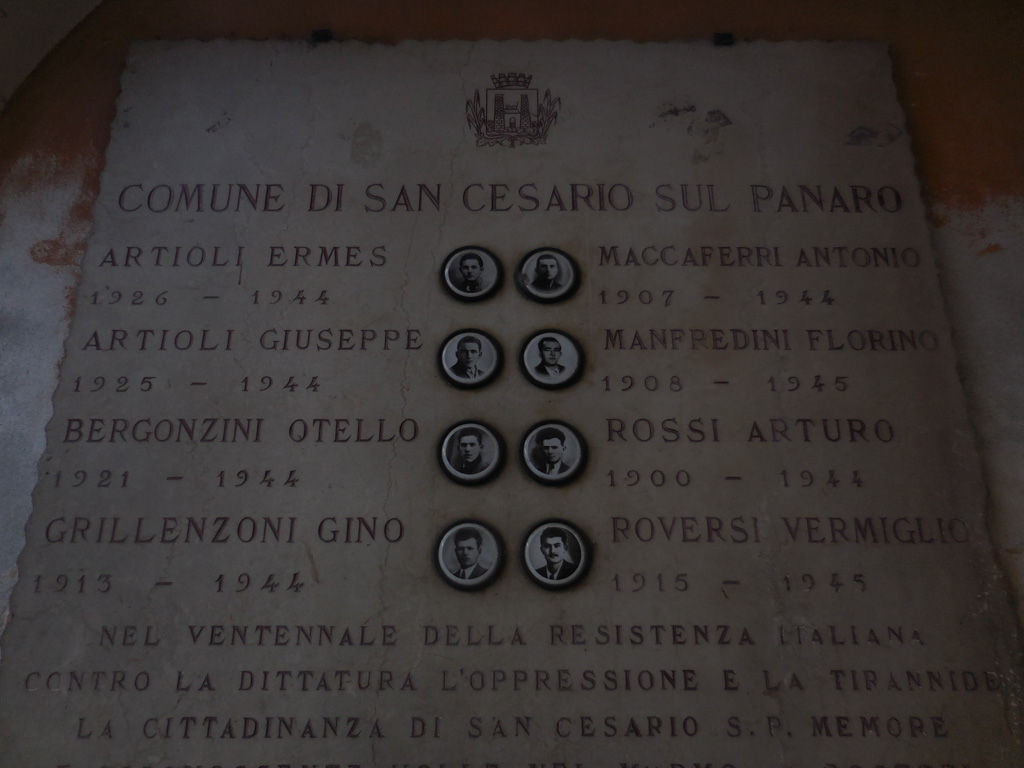 COMUNE DI SAN CESARIO SUL PANARO
ARTIOLI ERMES
1926 - 1944
ARTIOLI GIUSEPPE
1925 - 1944
BERGONZINI OTELLO
1921 - 1944
GRILLENZONI GINO
1913 - 1944
MACCAFERRI ANTONIO
1907 - 1944
MANFREDINI FLORINO
1908 - 1945
ROSSI ARTURO
1900 - 1944
ROVERSI VERMIGLIO
1915 - 1945
NEL VENTENNALE DELLA RESISTENZA ITALIANA
CONTRO LA DITTATURA L'OPPRESSIONE E LA TIRANNIDE
LA CITTADINANZA DI SAN CESARIO S.P. MEMORE